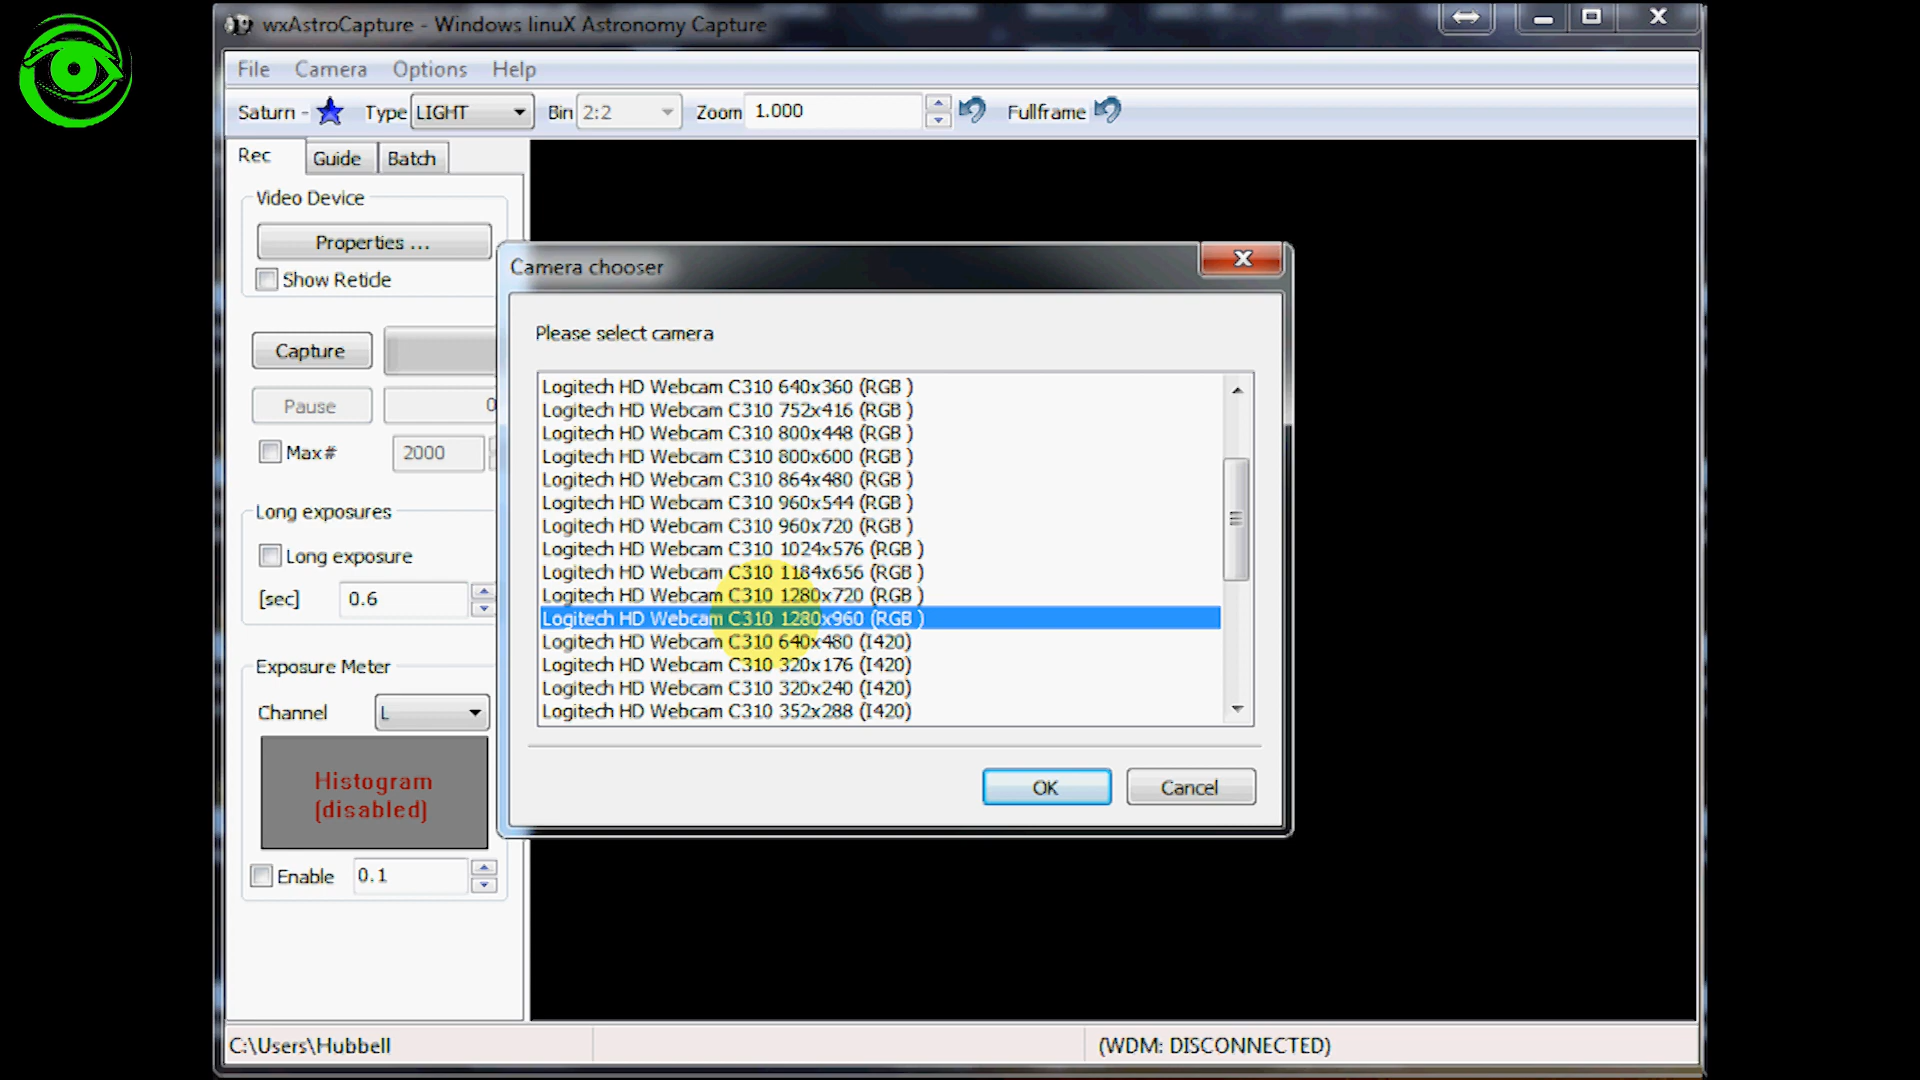 wxAstroCapture - Windows linuX Astronomy Capture
File Camera Options Help
Saturn - Type LIGHT Bin 2:2 Zoom 1.000 Fullframe
Rec Guide Batch
Video Device
Properties ...
Show Reticle
Capture
Pause 0
Max# 2000
Long exposures
Long exposure
[sec] 0.6
Exposure Meter
Channel L
Histogram
(disabled)
Enable 0.1
Camera chooser
Please select camera
Logitech HD Webcam C310 640x360 (RGB )
Logitech HD Webcam C310 752x416 (RGB )
Logitech HD Webcam C310 800x448 (RGB )
Logitech HD Webcam C310 800x600 (RGB )
Logitech HD Webcam C310 864x480 (RGB )
Logitech HD Webcam C310 960x544 (RGB )
Logitech HD Webcam C310 960x720 (RGB )
Logitech HD Webcam C310 1024x576 (RGB )
Logitech HD Webcam C310 1184x656 (RGB )
Logitech HD Webcam C310 1280x720 (RGB )
Logitech HD Webcam C310 1280x960 (RGB )
Logitech HD Webcam C310 640x480 (I420)
Logitech HD Webcam C310 320x176 (I420)
Logitech HD Webcam C310 320x240 (I420)
Logitech HD Webcam C310 352x288 (I420)
OK Cancel
C:\Users\Hubbell (WDM: DISCONNECTED)